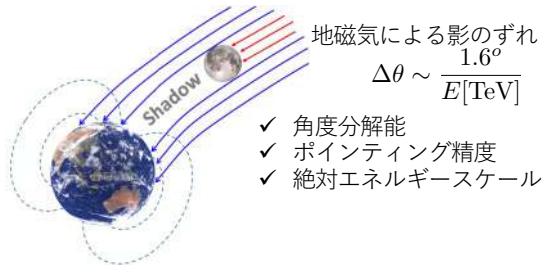 地磁気による影のずれ
Δθ ∼ 1.6° / E[TeV]
Shadow
✓ 角度分解能
✓ ポインティング精度
✓ 絶対エネルギースケール